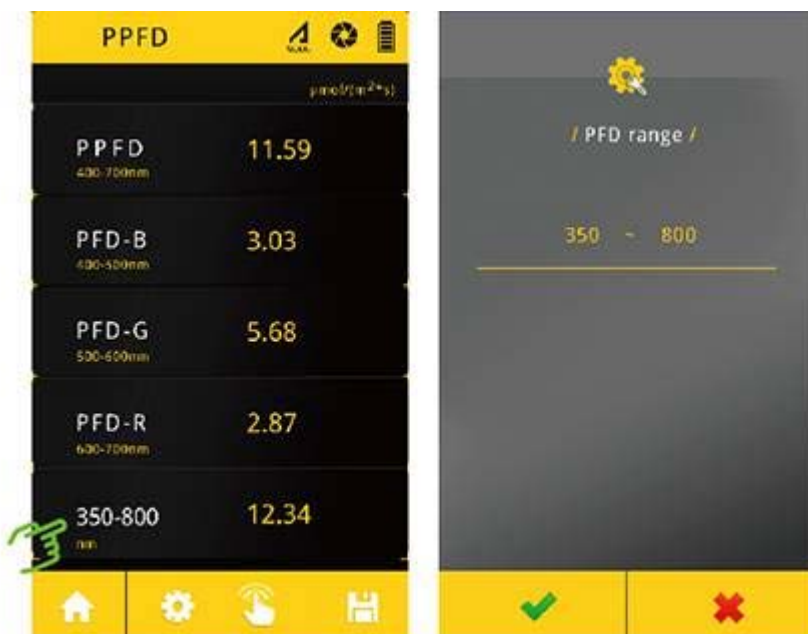 PPFD
μmol/(m²*s)
PPFD 11.59
400-700nm
PFD-B 3.03
400-500nm
PFD-G 5.68
500-600nm
PFD-R 2.87
600-700nm
350-800 12.34
nm
/ PFD range /
350 ~ 800